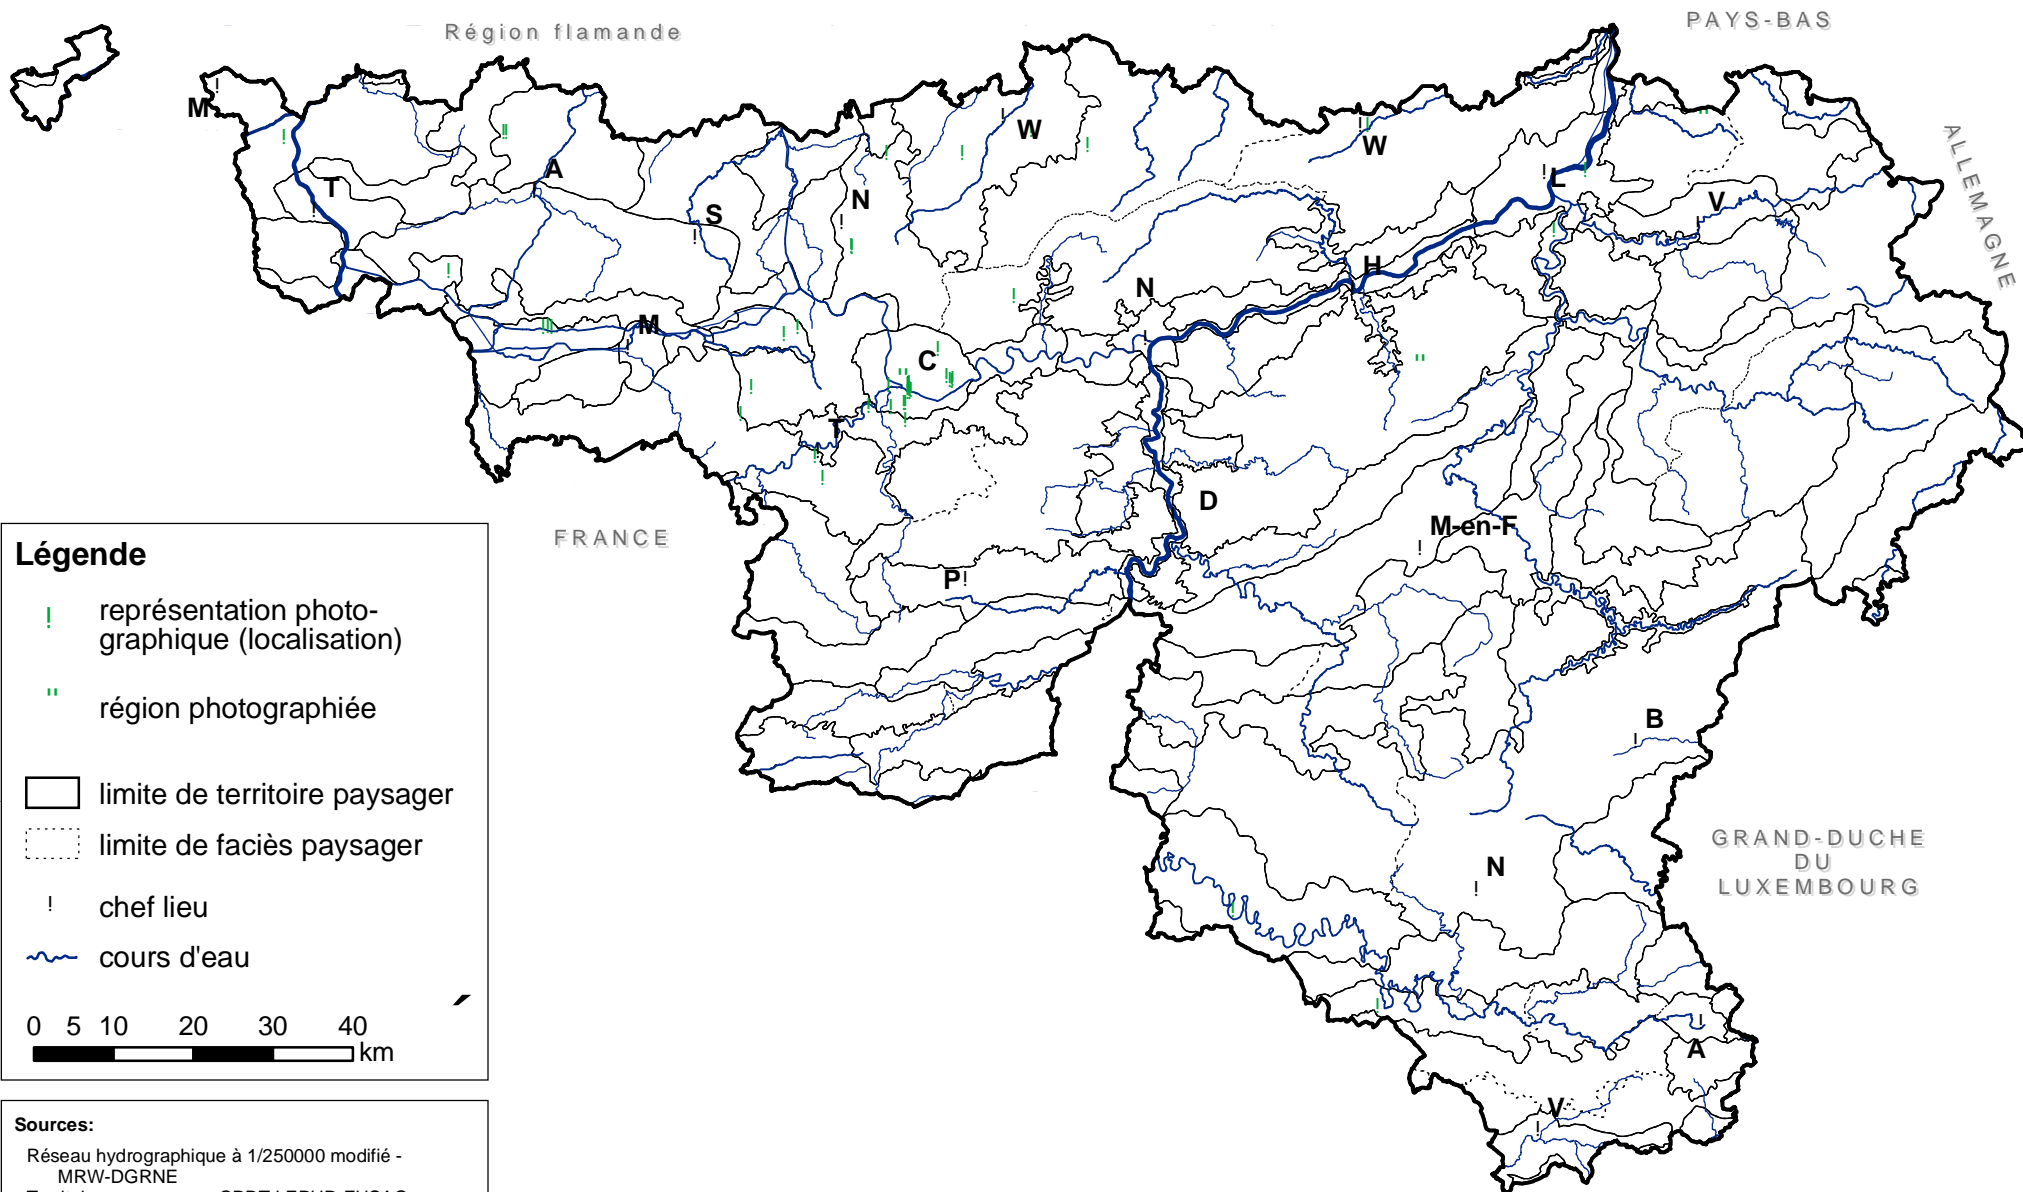 PAYS-BAS
Région flamande
ALLEMAGNE
M
W
W
A
T
L
S
N
V
H
N
M
C
T
D
M-en-F
FRANCE
P
B
GRAND-DUCHE
DU
LUXEMBOURG
N
A
V
Légende
représentation photo-
graphique (localisation)
région photographiée
limite de territoire paysager
limite de faciès paysager
chef lieu
cours d'eau
0 5 10 20 30 40
km
Sources:
Réseau hydrographique à 1/250000 modifié -
MRW-DGRNE